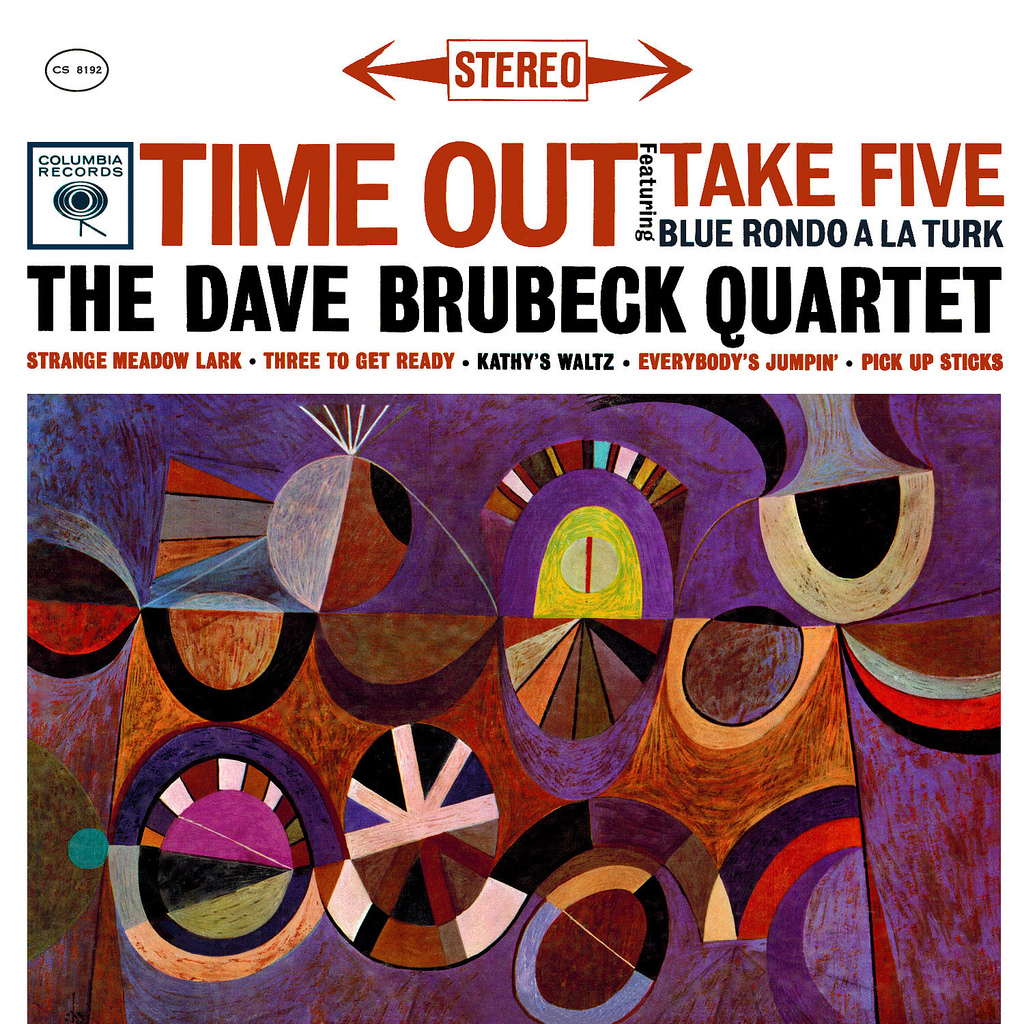 CS 8192
STEREO
COLUMBIA
RECORDS
TIME OUT
Featuring
TAKE FIVE
BLUE RONDO A LA TURK
THE DAVE BRUBECK QUARTET
STRANGE MEADOW LARK • THREE TO GET READY • KATHY'S WALTZ • EVERYBODY'S JUMPIN' • PICK UP STICKS